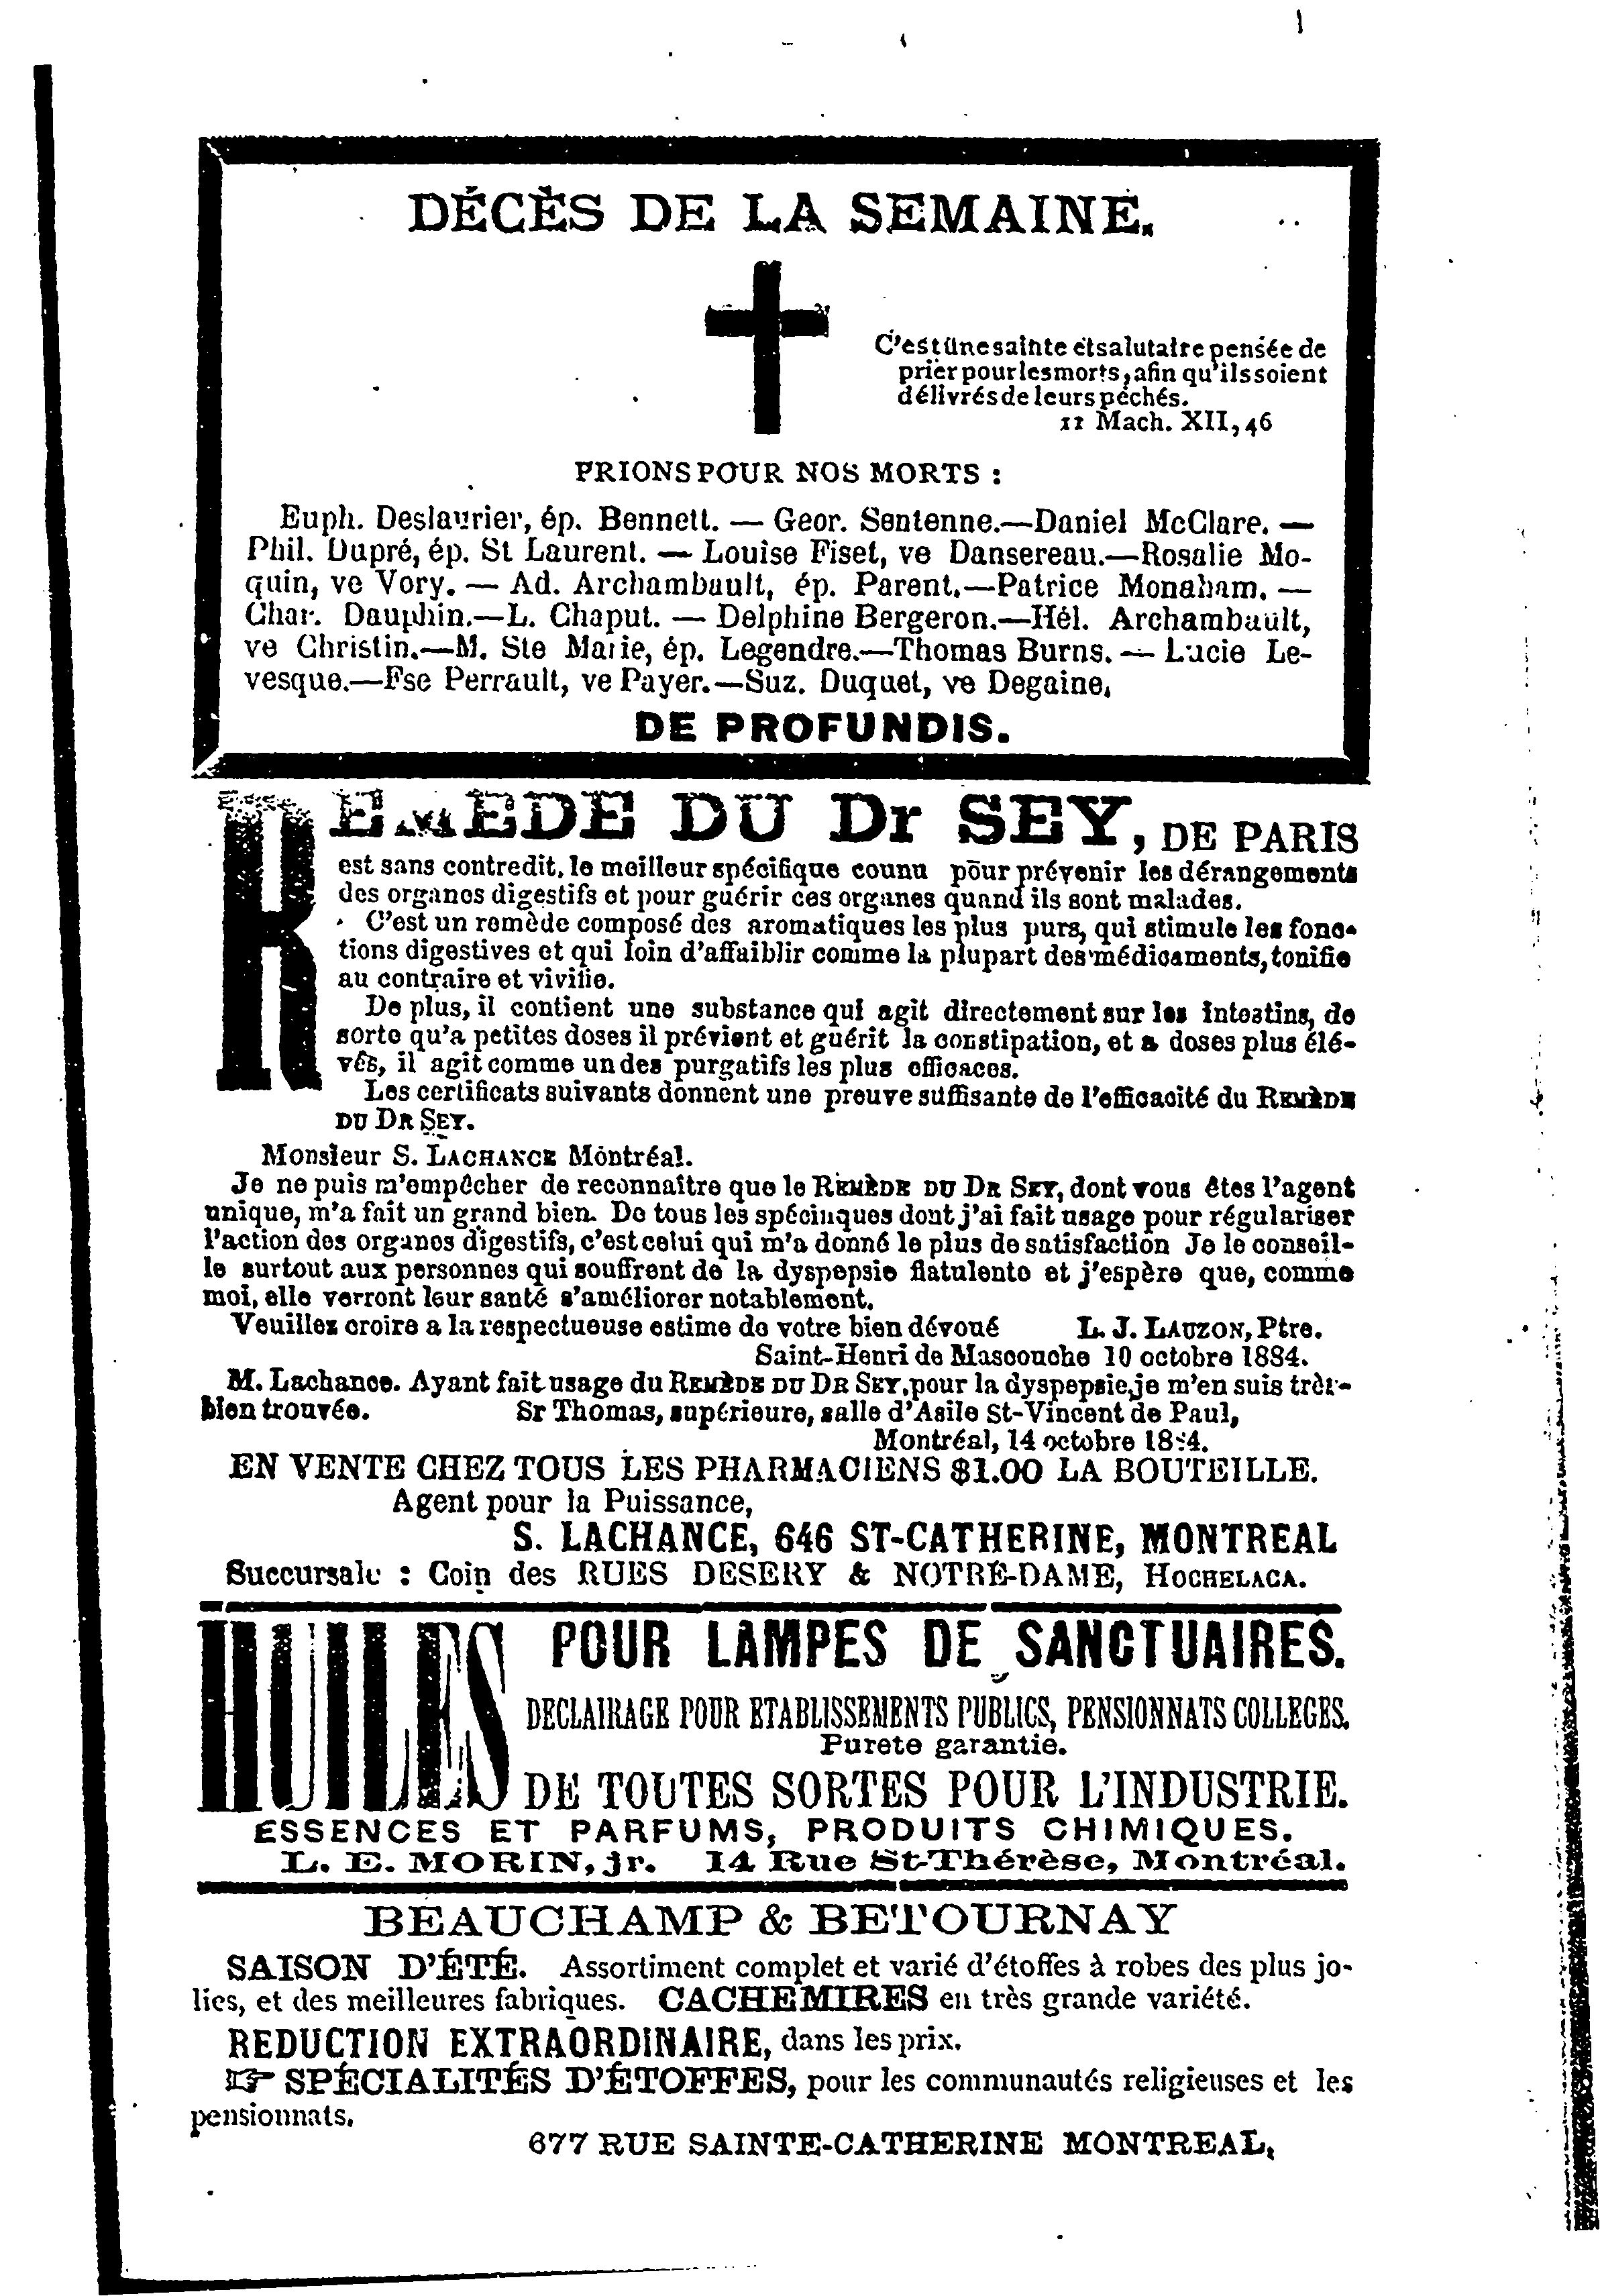 DÉCÈS DE LA SEMAINE.
C'est une sainte et salutaire pensée de
prier pour les morts, afin qu'ils soient
délivrés de leurs péchés.
II Mach. XII, 46
PRIONS POUR NOS MORTS :
Euph. Deslaurier, ép. Bennett. — Geor. Sentenne.—Daniel McClare. —
Phil. Dupré, ép. St Laurent. — Louise Fiset, ve Dansereau.—Rosalie Mo-
quin, ve Vory. — Ad. Archambault, ép. Parent.—Patrice Monaham. —
Char. Dauphin.—L. Chaput. — Delphine Bergeron.—Hél. Archambault,
ve Christin.—M. Ste Marie, ép. Legendre.—Thomas Burns. — Lucie Le-
vesque.—Fse Perrault, ve Payer.—Suz. Duquet, ve Degaine.
DE PROFUNDIS.
REMEDE DU Dr SEY, DE PARIS
est sans contredit, le meilleur spécifique counu pour prévenir les dérangements
des organes digestifs et pour guérir ces organes quand ils sont malades.
C'est un remède composé des aromatiques les plus purs, qui stimule les fonc-
tions digestives et qui loin d'affaiblir comme la plupart des médicaments, tonifie
au contraire et vivifie.
De plus, il contient une substance qui agit directement sur les intestins, de
sorte qu'a petites doses il prévient et guérit la constipation, et a doses plus élé-
vés, il agit comme un des purgatifs les plus efficaces.
Les certificats suivants donnent une preuve suffisante de l'efficacité du REMÈDE
DU DR SEY.
Monsieur S. LACHANCE Montréal.
Je ne puis m'empêcher de reconnaître que le REMÈDE DU DR SEY, dont vous êtes l'agent
unique, m'a fait un grand bien. De tous les spécifiques dont j'ai fait usage pour régulariser
l'action des organes digestifs, c'est celui qui m'a donné le plus de satisfaction Je le conseil-
le surtout aux personnes qui souffrent de la dyspepsie flatulente et j'espère que, comme
moi, elle verront leur santé s'améliorer notablement.
Veuillez croire a la respectueuse estime de votre bien dévoué L. J. LAUZON, Ptre.
Saint-Henri de Mascouche 10 octobre 1884.
M. Lachance. Ayant fait usage du REMÈDE DU DR SEY, pour la dyspepsie, je m'en suis très-
bien trouvée. Sr Thomas, supérieure, salle d'Asile St-Vincent de Paul,
Montréal, 14 octobre 1884.
EN VENTE CHEZ TOUS LES PHARMACIENS $1.00 LA BOUTEILLE.
Agent pour la Puissance,
S. LACHANCE, 646 ST-CATHERINE, MONTREAL
Succursale : Coin des RUES DESERY & NOTRE-DAME, HOCHELAGA.
HUILES POUR LAMPES DE SANCTUAIRES.
DECLAIRAGE POUR ETABLISSEMENTS PUBLICS, PENSIONNATS COLLEGES.
Purete garantie.
DE TOUTES SORTES POUR L'INDUSTRIE.
ESSENCES ET PARFUMS, PRODUITS CHIMIQUES.
L. E. MORIN, jr. 14 Rue St-Thérèse, Montréal.
BEAUCHAMP & BETOURNAY
SAISON D'ÉTÉ. Assortiment complet et varié d'étoffes à robes des plus jo-
lies, et des meilleures fabriques. CACHEMIRES en très grande variété.
REDUCTION EXTRAORDINAIRE, dans les prix.
☞ SPÉCIALITÉS D'ÉTOFFES, pour les communautés religieuses et les
pensionnats.
677 RUE SAINTE-CATHERINE MONTREAL.